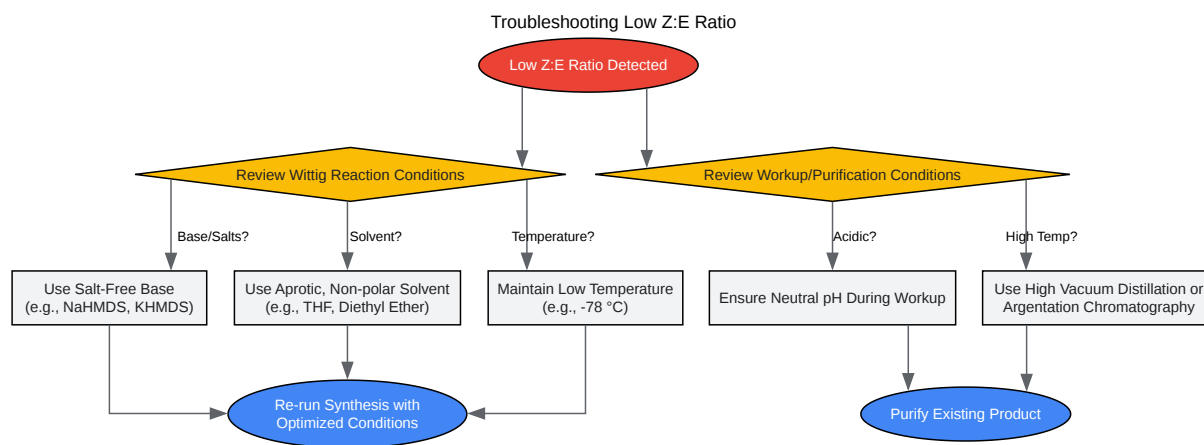 Troubleshooting Low Z:E Ratio
Low Z:E Ratio Detected
Review Wittig Reaction Conditions
Review Workup/Purification Conditions
Base/Salts?
Solvent?
Temperature?
Acidic?
High Temp?
Use Salt-Free Base
(e.g., NaHMDS, KHMDS)
Use Aprotic, Non-polar Solvent
(e.g., THF, Diethyl Ether)
Maintain Low Temperature
(e.g., -78 °C)
Ensure Neutral pH During Workup
Use High Vacuum Distillation or
Argentation Chromatography
Re-run Synthesis with
Optimized Conditions
Purify Existing Product